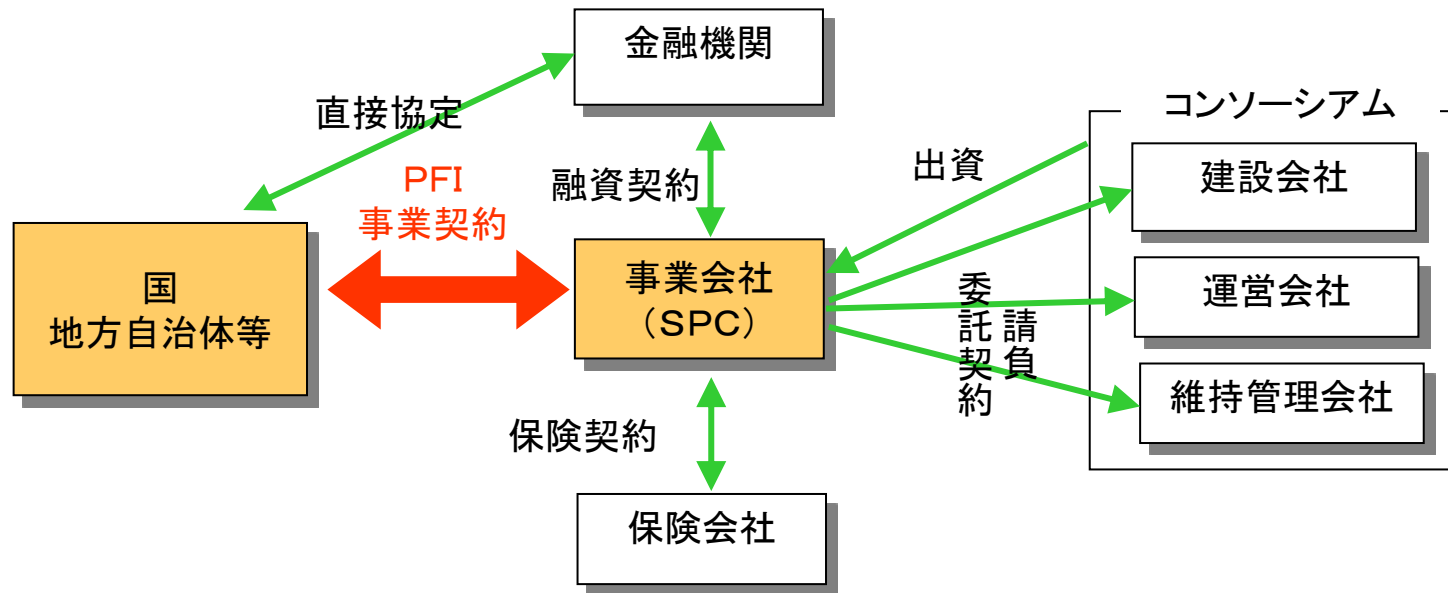 金融機関
直接協定
コンソーシアム
出資
建設会社
PFI
事業契約
融資契約
国
地方自治体等
事業会社
（SPC）
運営会社
請負
委託契約
維持管理会社
保険契約
保険会社